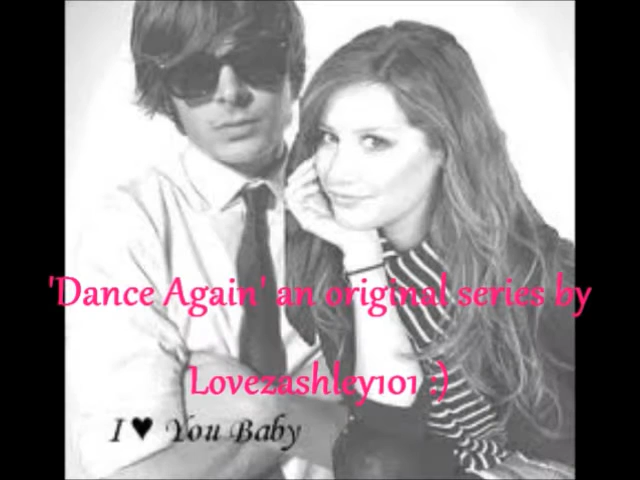 'Dance Again' an original series by
Lovezashley101 :)
I ♥ You Baby